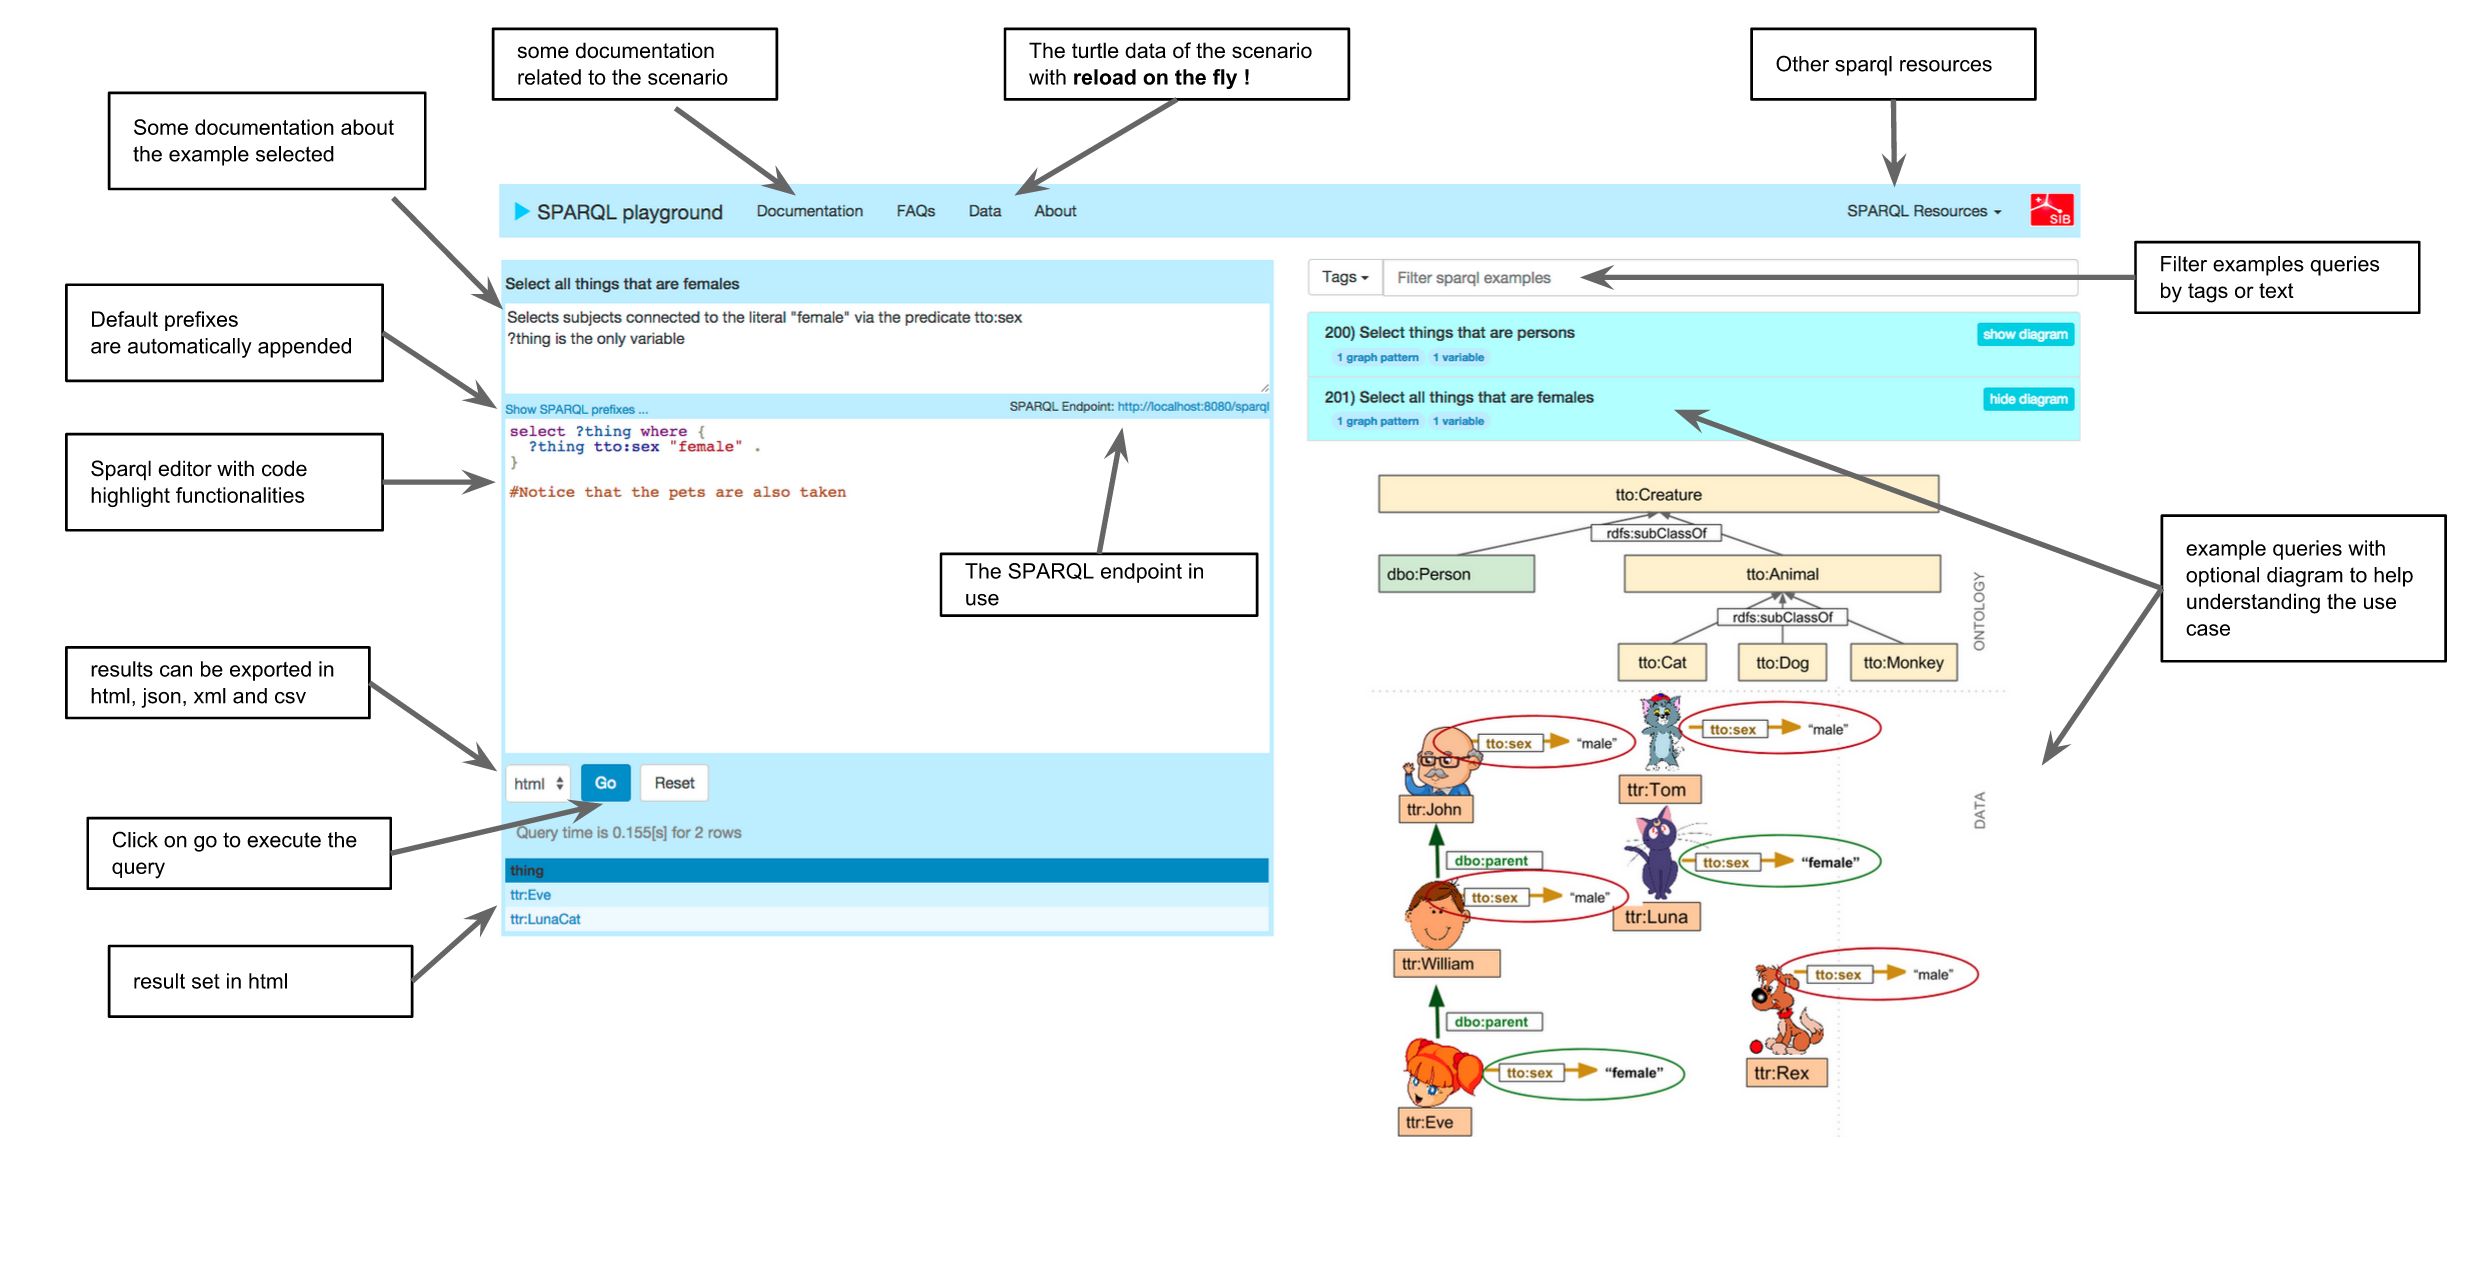 some documentation
related to the scenario
The turtle data of the scenario
with reload on the fly !
Other sparql resources
Some documentation about
the example selected
SPARQL playground
Documentation
FAQs
Data
About
SPARQL Resources
SIB
Filter examples queries
by tags or text
Default prefixes
are automatically appended
Select all things that are females
Selects subjects connected to the literal "female" via the predicate tto:sex
?thing is the only variable
Show SPARQL prefixes ...
SPARQL Endpoint: http://localhost:8080/sparql
Tags
Filter sparql examples
200) Select things that are persons
show diagram
1 graph pattern
1 variable
201) Select all things that are females
hide diagram
1 graph pattern
1 variable
Sparql editor with code
highlight functionalities
select ?thing where {
?thing tto:sex "female" .
}
#Notice that the pets are also taken
The SPARQL endpoint in
use
example queries with
optional diagram to help
understanding the use
case
results can be exported in
html, json, xml and csv
html
Go
Reset
Click on go to execute the
query
Query time is 0.155[s] for 2 rows
thing
ttr:Eve
ttr:LunaCat
result set in html
tto:Creature
rdfs:subClassOf
dbo:Person
tto:Animal
rdfs:subClassOf
tto:Cat
tto:Dog
tto:Monkey
ONTOLOGY
DATA
tto:sex
“male”
ttr:John
tto:sex
“male”
ttr:Tom
dbo:parent
tto:sex
“female”
ttr:Luna
tto:sex
“male”
ttr:William
tto:sex
“male”
ttr:Rex
dbo:parent
tto:sex
“female”
ttr:Eve